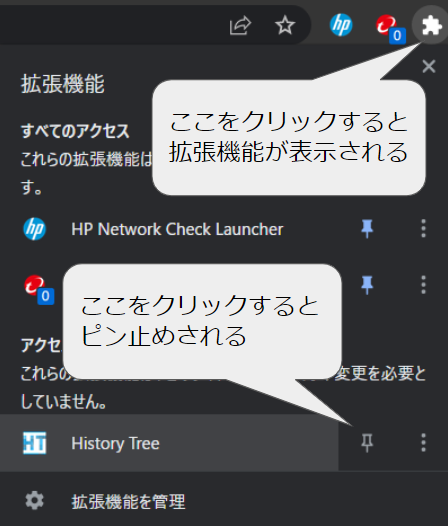 hp
0
拡張機能
ここをクリックすると
拡張機能が表示される
すべてのアクセス
これらの拡張機能は
す。
hp
HP Network Check Launcher
0
ここをクリックすると
ピン止めされる
アクセ
これらの
変更を必要と
していません。
HT
History Tree
拡張機能を管理